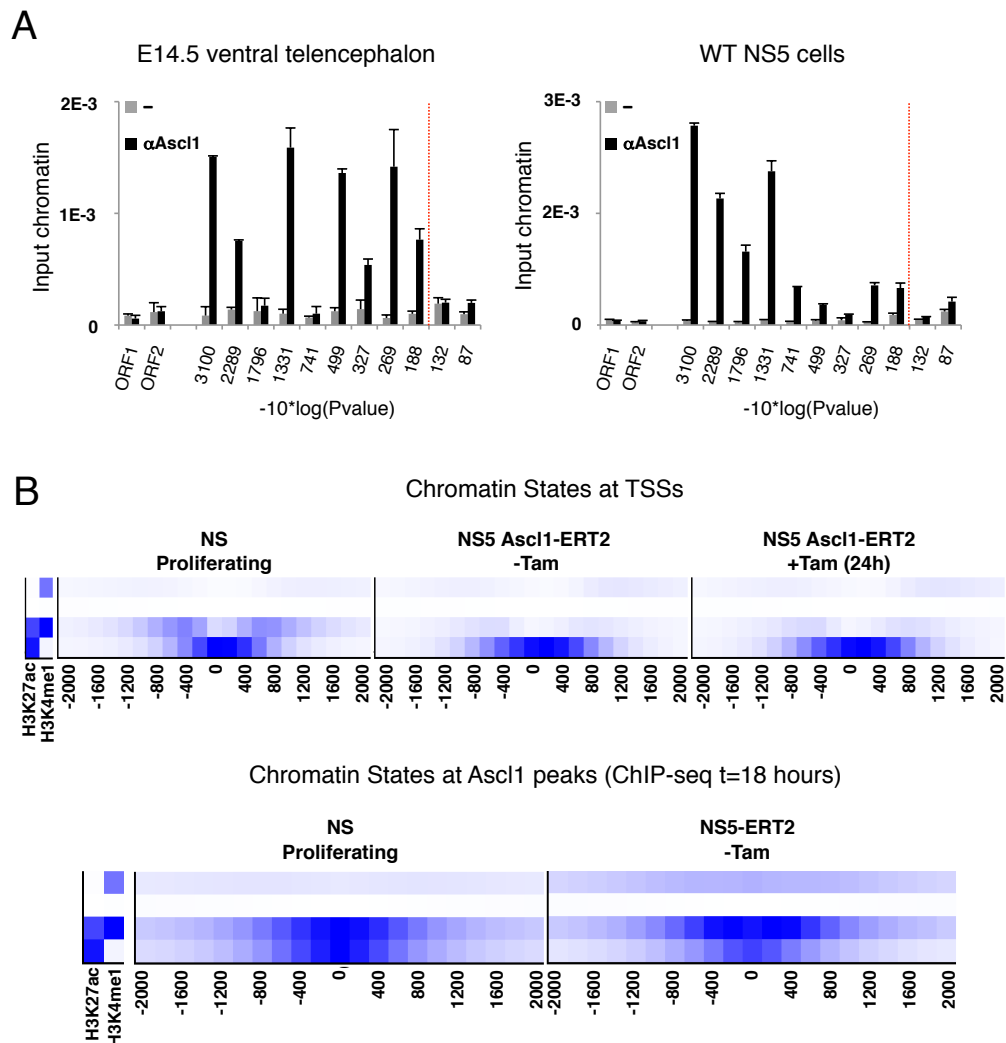 A
E14.5 ventral telencephalon
WT NS5 cells
2E-3
1E-3
0
Input chromatin
–
αAscl1
ORF1
ORF2
3100
2289
1796
1331
741
499
327
269
188
132
87
-10*log(Pvalue)
3E-3
2E-3
0
Input chromatin
–
αAscl1
ORF1
ORF2
3100
2289
1796
1331
741
499
327
269
188
132
87
-10*log(Pvalue)
B
Chromatin States at TSSs
NS
Proliferating
NS5 Ascl1-ERT2
-Tam
NS5 Ascl1-ERT2
+Tam (24h)
H3K27ac
H3K4me1
-2000
-1600
-1200
-800
-400
0
400
800
1200
1600
2000
-2000
-1600
-1200
-800
-400
0
400
800
1200
1600
2000
-2000
-1600
-1200
-800
-400
0
400
800
1200
1600
2000
Chromatin States at Ascl1 peaks (ChIP-seq t=18 hours)
NS
Proliferating
NS5-ERT2
-Tam
H3K27ac
H3K4me1
-2000
-1600
-1200
-800
-400
0
400
800
1200
1600
2000
-2000
-1600
-1200
-800
-400
0
400
800
1200
1600
2000